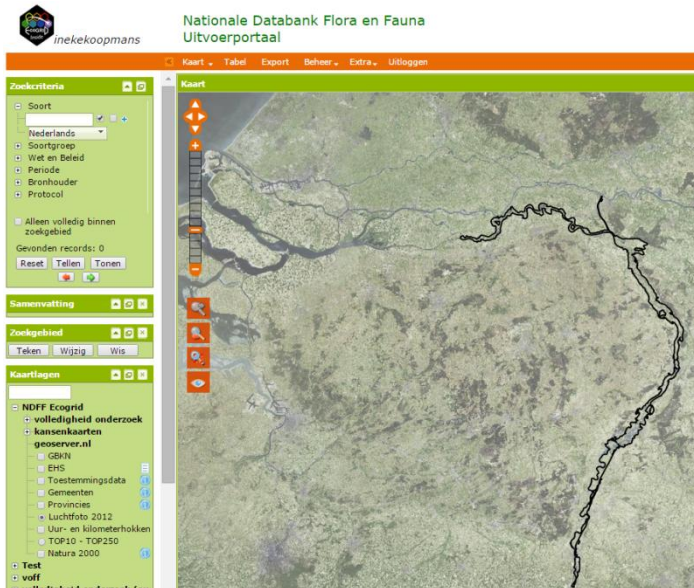 Ecogrid
inekekoopmans
Nationale Databank Flora en Fauna
Uitvoerportaal
Kaart Tabel Export Beheer Extra Uitloggen
Zoekcriteria
Soort
Nederlands
Soortgroep
Wet en Beleid
Periode
Bronhouder
Protocol
Alleen volledig binnen
zoekgebied
Gevonden records: 0
Reset Tellen Tonen
Samenvatting
Zoekgebied
Teken Wijzig Wis
Kaartlagen
NDFF Ecogrid
volledigheid onderzoek
kansenkaarten
geoserver.nl
GBKN
EHS
Toestemmingsdata
Gemeenten
Provincies
Luchtfoto 2012
Uur- en kilometerhokken
TOP10 - TOP250
Natura 2000
Test
voff
Kaart